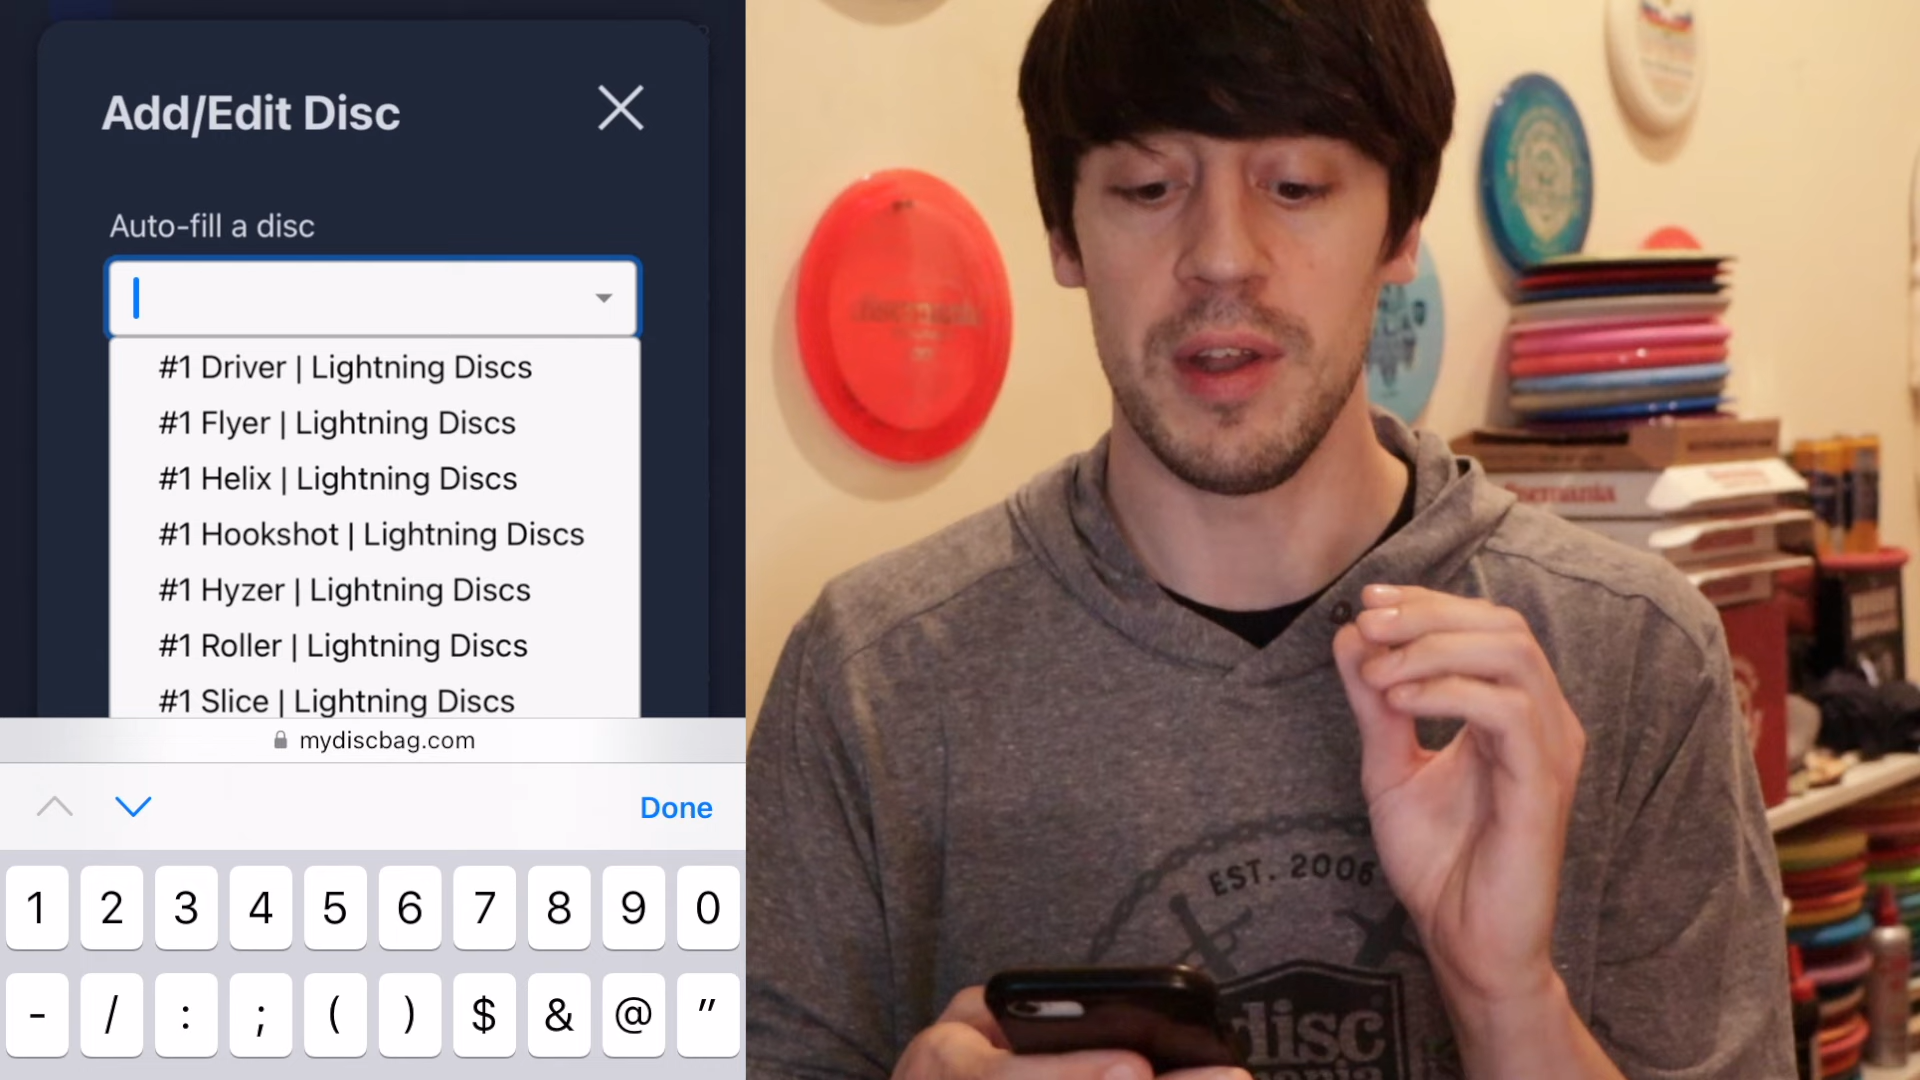 Add/Edit Disc
Auto-fill a disc
#1 Driver | Lightning Discs
#1 Flyer | Lightning Discs
#1 Helix | Lightning Discs
#1 Hookshot | Lightning Discs
#1 Hyzer | Lightning Discs
#1 Roller | Lightning Discs
#1 Slice | Lightning Discs
mydiscbag.com
Done
1 2 3 4 5 6 7 8 9 0
- / : ; ( ) $ & @ "
EST. 2006
disc